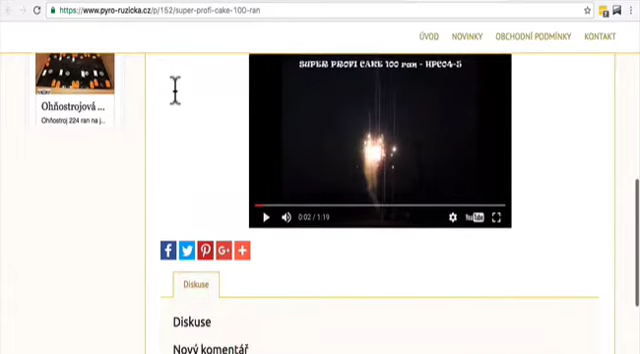 https://www.pyro-ruzicka.cz/p/152/super-profi-cake-100-ran
ÚVOD NOVINKY OBCHODNÍ PODMÍNKY KONTAKT
SUPER PROFI CAKE 100 ran - HPC04-5
Ohňostrojová ...
Ohňostroj 224 ran na j...
0:02 / 1:19
YouTube
Diskuse
Diskuse
Nový komentář